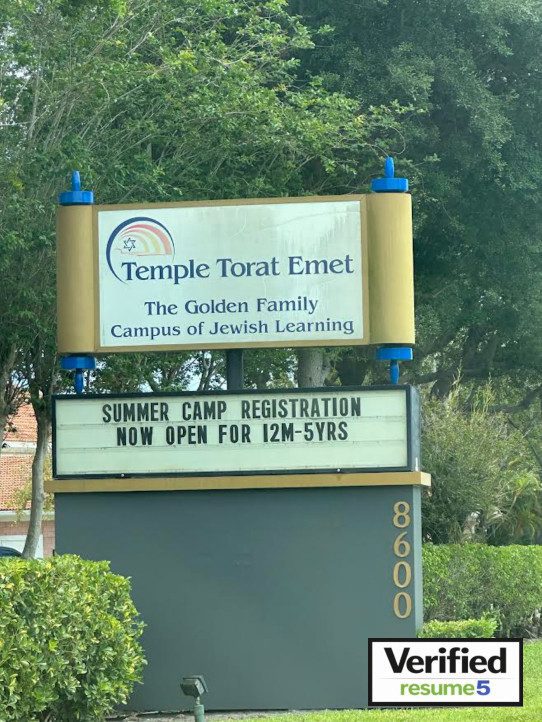 Temple Torat Emet
The Golden Family
Campus of Jewish Learning
SUMMER CAMP REGISTRATION
NOW OPEN FOR 12M-5YRS
8600
Verified
resume5